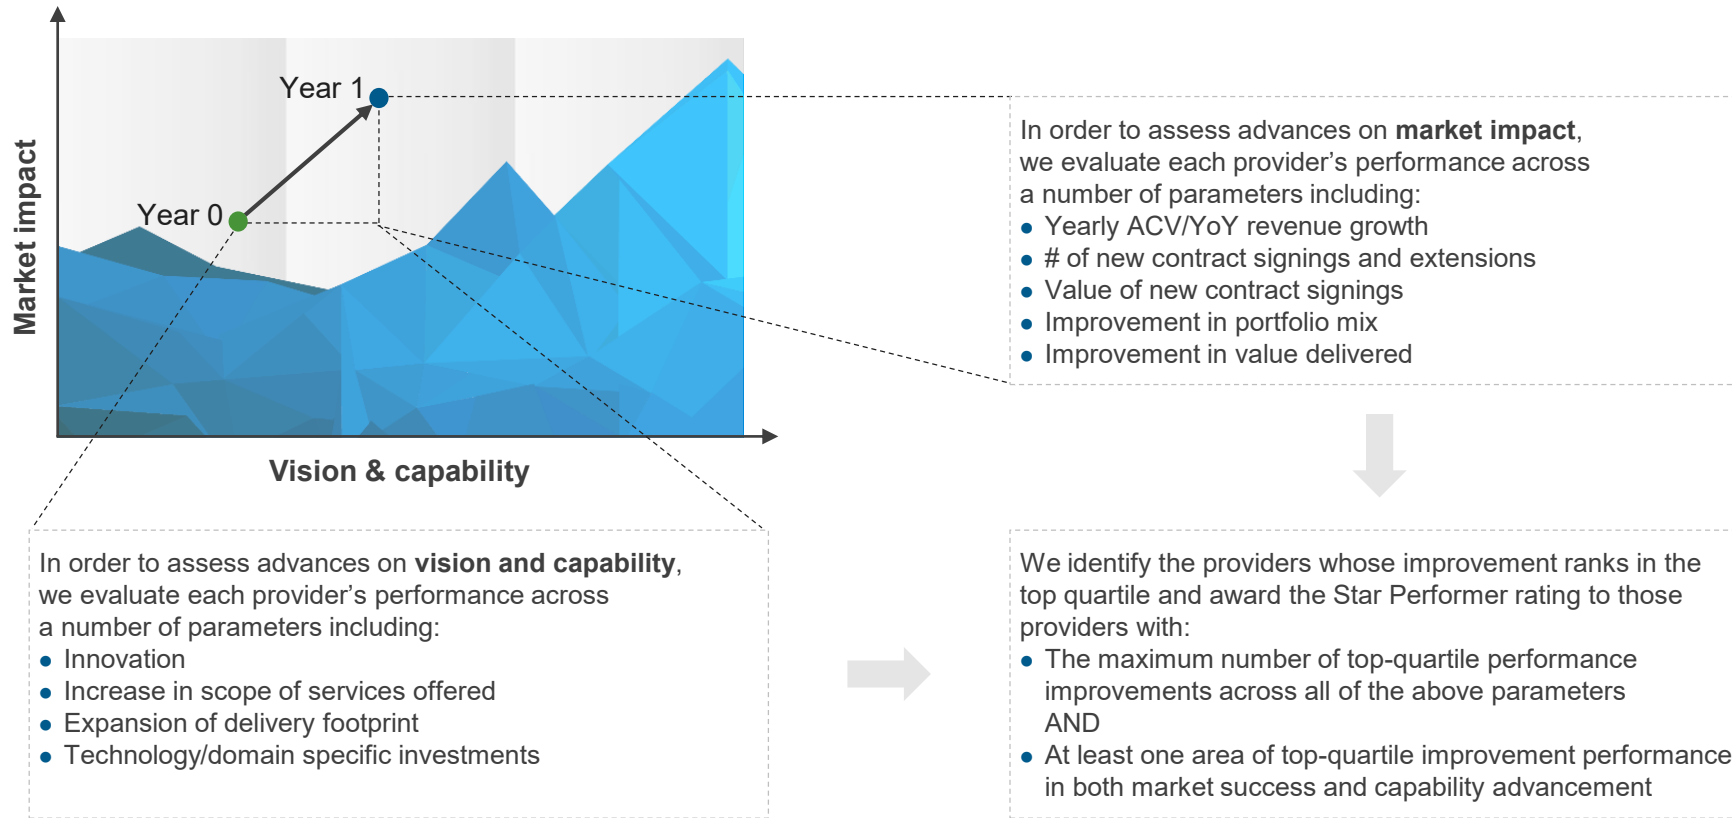 Market impact
Year 1
Year 0
Vision & capability
In order to assess advances on market impact,
we evaluate each provider’s performance across
a number of parameters including:
● Yearly ACV/YoY revenue growth
● # of new contract signings and extensions
● Value of new contract signings
● Improvement in portfolio mix
● Improvement in value delivered
In order to assess advances on vision and capability,
we evaluate each provider’s performance across
a number of parameters including:
● Innovation
● Increase in scope of services offered
● Expansion of delivery footprint
● Technology/domain specific investments
We identify the providers whose improvement ranks in the
top quartile and award the Star Performer rating to those
providers with:
● The maximum number of top-quartile performance
improvements across all of the above parameters
AND
● At least one area of top-quartile improvement performance
in both market success and capability advancement